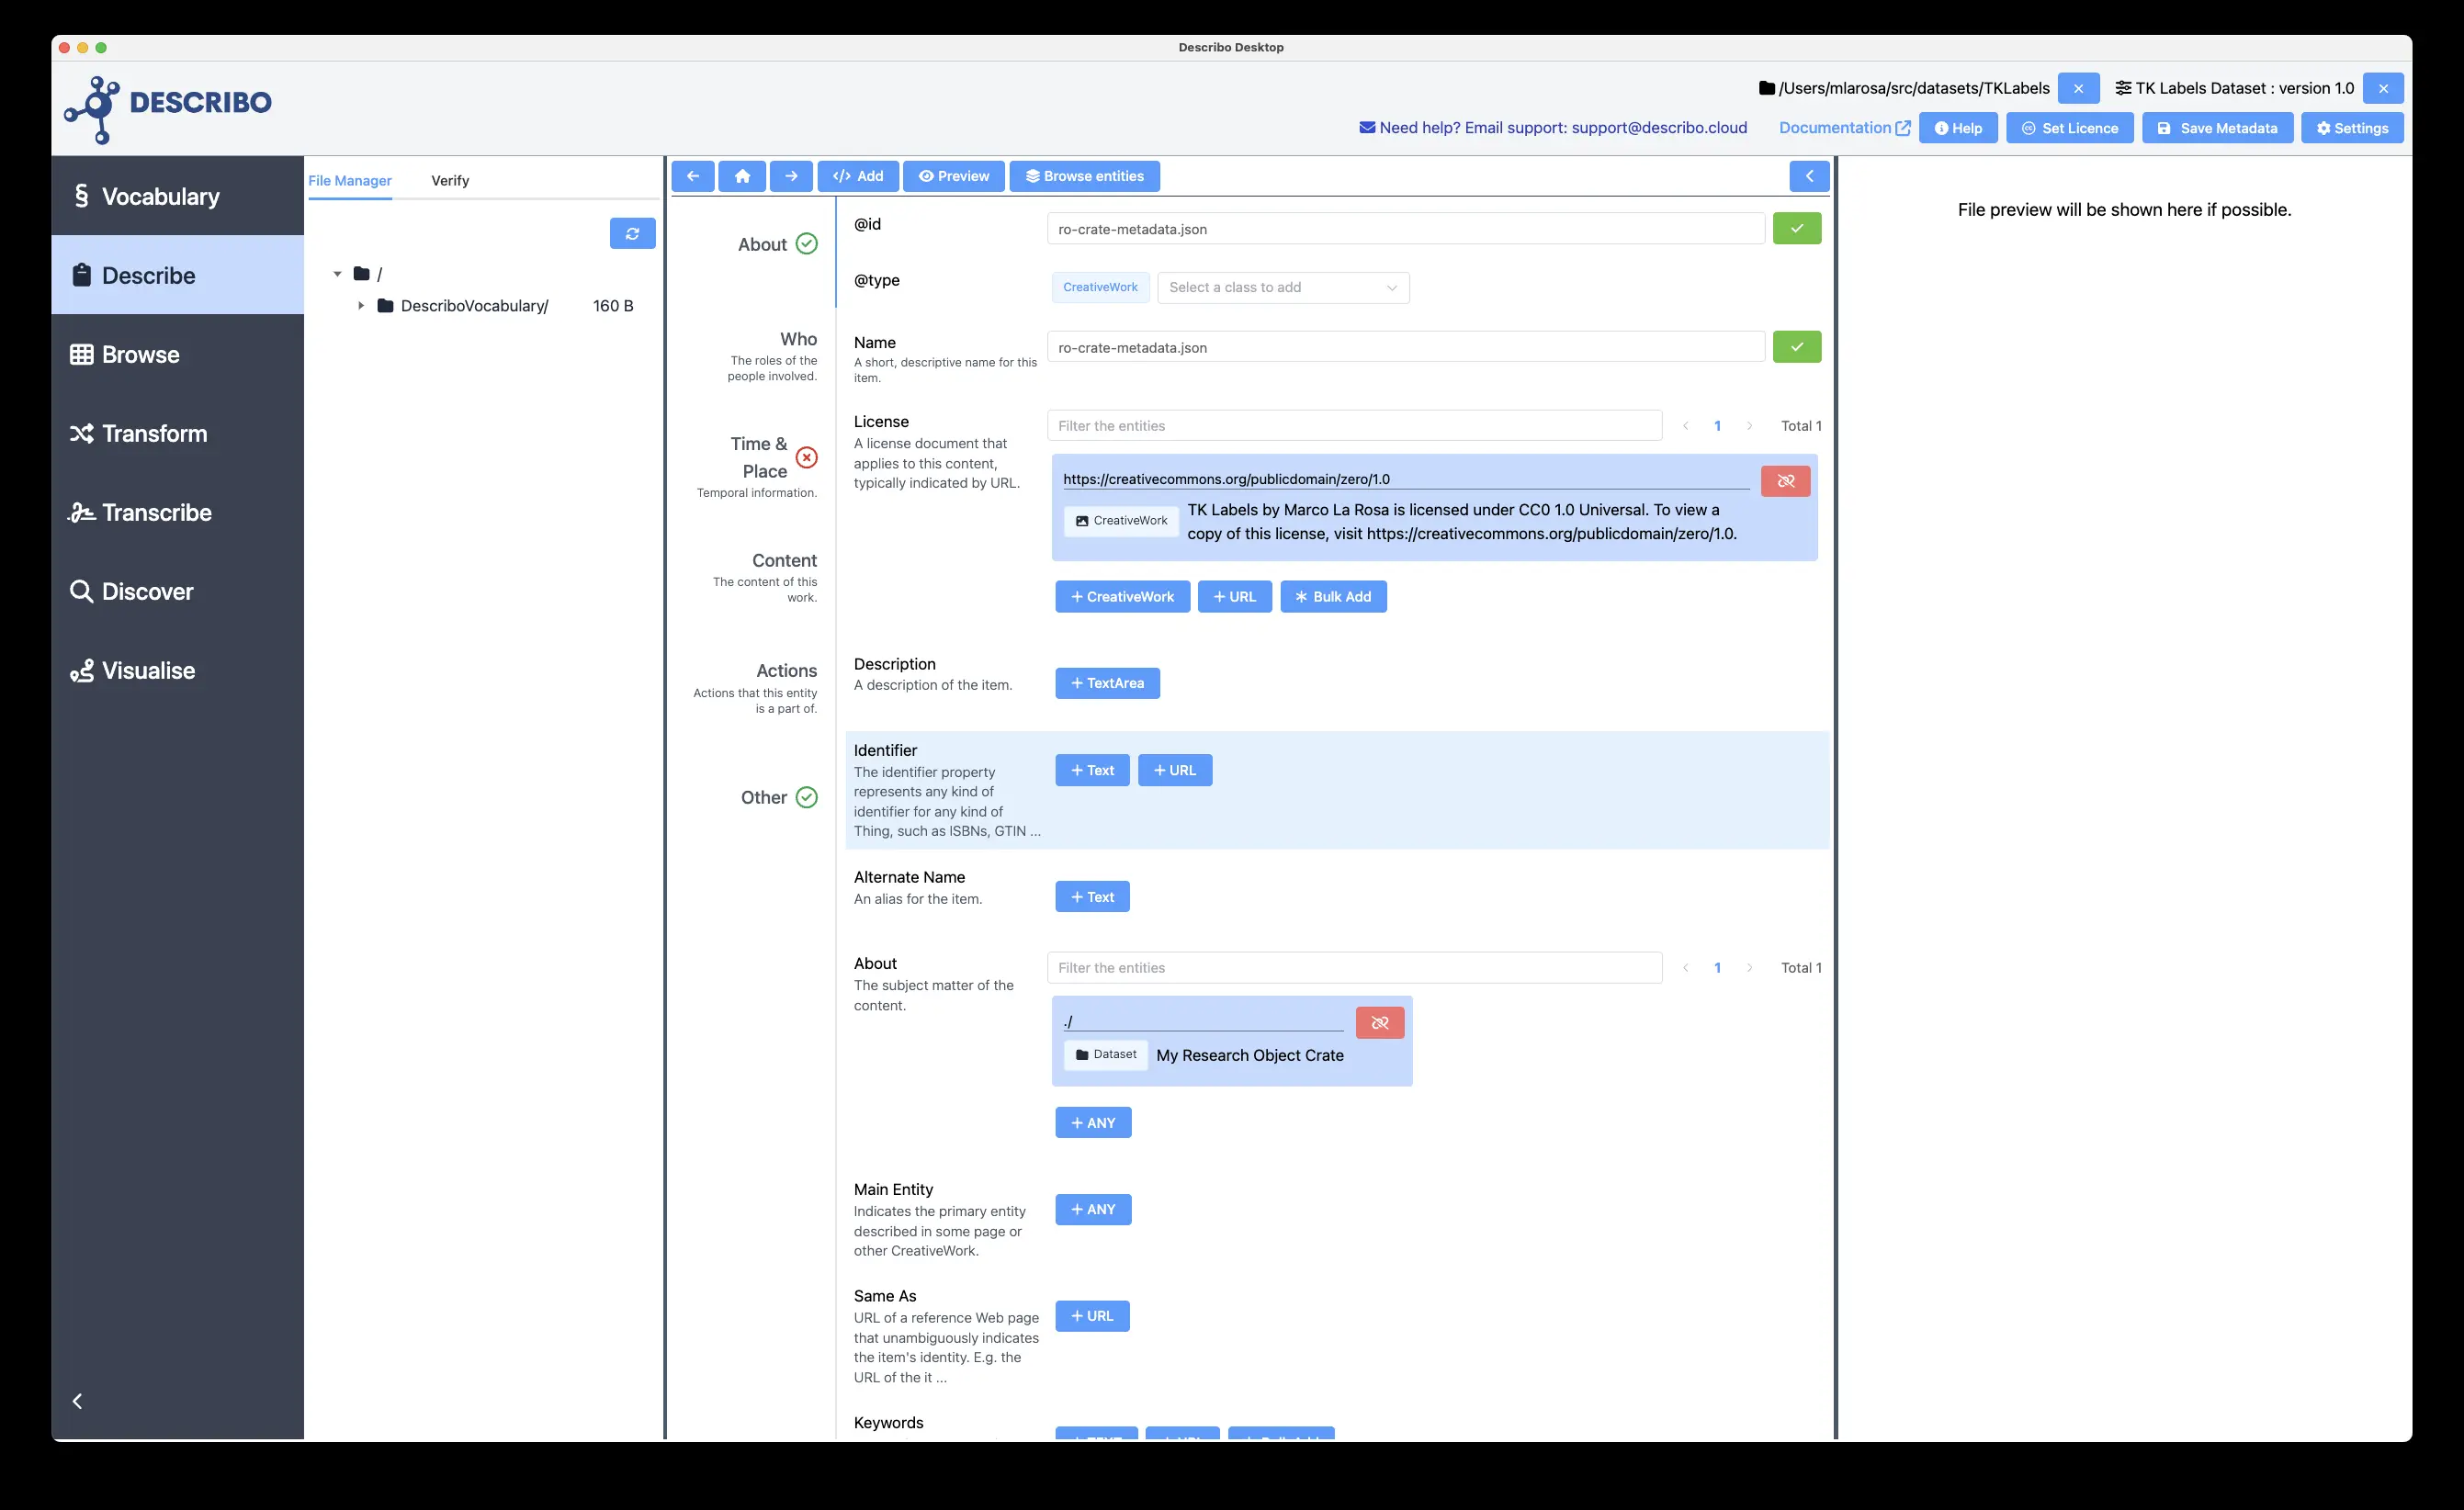 Describo Desktop
DESCRIBO
/Users/mlarosa/src/datasets/TKLabels
TK Labels Dataset : version 1.0
Need help? Email support: support@describo.cloud
Documentation
Help
Set Licence
Save Metadata
Settings
Vocabulary
Describe
Browse
Transform
Transcribe
Discover
Visualise
File Manager
Verify
/
DescriboVocabulary/ 160 B
Add
Preview
Browse entities
About
Who
The roles of the
people involved.
Time &
Place
Temporal information.
Content
The content of this
work.
Actions
Actions that this entity
is a part of.
Other
@id
ro-crate-metadata.json
@type
CreativeWork
Select a class to add
Name
A short, descriptive name for this
item.
ro-crate-metadata.json
License
A license document that
applies to this content,
typically indicated by URL.
Filter the entities
1
Total 1
https://creativecommons.org/publicdomain/zero/1.0
CreativeWork
TK Labels by Marco La Rosa is licensed under CC0 1.0 Universal. To view a
copy of this license, visit https://creativecommons.org/publicdomain/zero/1.0.
+ CreativeWork
+ URL
Bulk Add
Description
A description of the item.
+ TextArea
Identifier
The identifier property
represents any kind of
identifier for any kind of
Thing, such as ISBNs, GTIN ...
+ Text
+ URL
Alternate Name
An alias for the item.
+ Text
About
The subject matter of the
content.
Filter the entities
1
Total 1
./
Dataset
My Research Object Crate
+ ANY
Main Entity
Indicates the primary entity
described in some page or
other CreativeWork.
+ ANY
Same As
URL of a reference Web page
that unambiguously indicates
the item's identity. E.g. the
URL of the it ...
+ URL
Keywords
File preview will be shown here if possible.